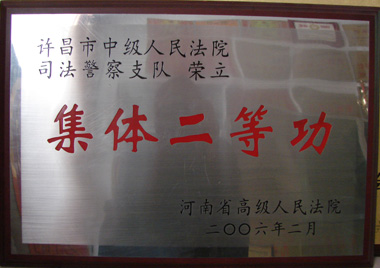 许昌市中级人民法院
司法警察支队 荣立
集体二等功
河南省高级人民法院
二〇〇六年二月